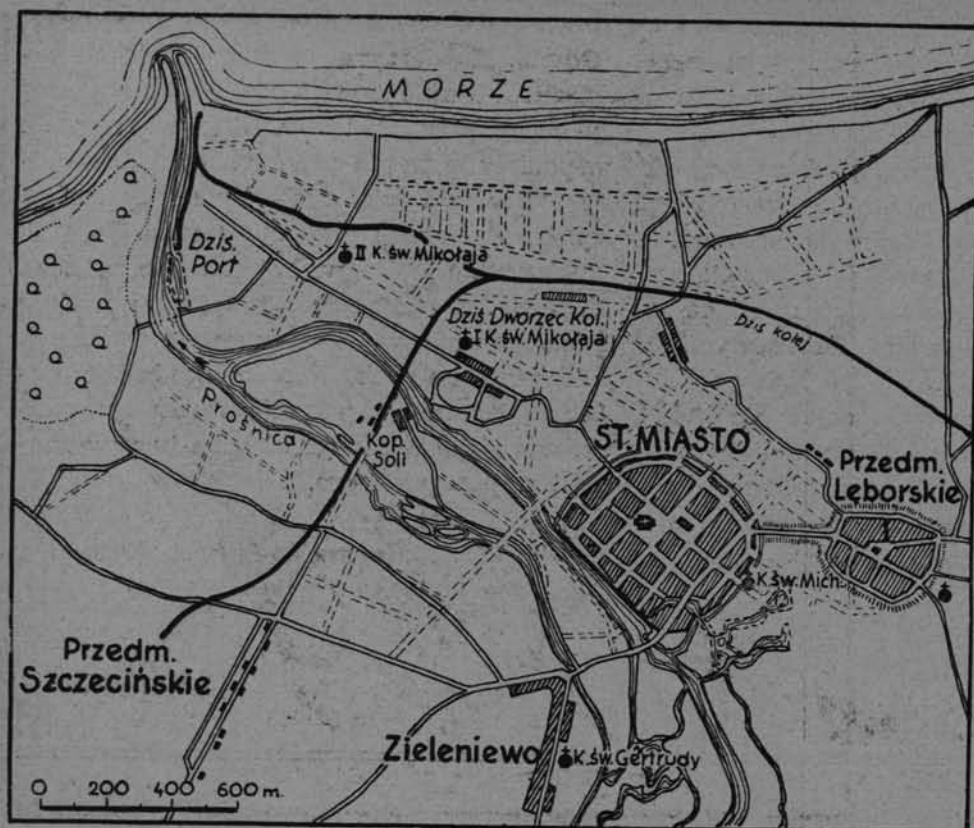 MORZE
Dziś.
Port
II K. św. Mikołaja
Dziś Dworzec Kol.
I K. św. Mikołaja
Dziś kolej
Prośnica
Kop.
Soli
ST. MIASTO
Przedm.
Lęborskie
K. św. Mich.
Przedm.
Szczecińskie
Zieleniewo
K. św. Gertrudy
0 200 400 600 m.